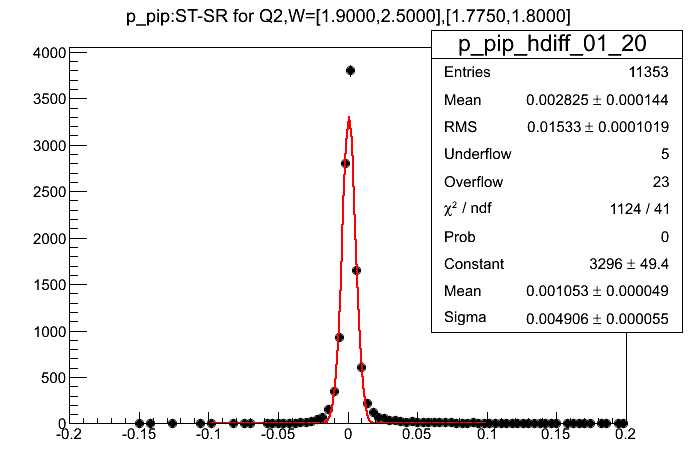 p_pip:ST-SR for Q2,W=[1.9000,2.5000],[1.7750,1.8000]
p_pip_hdiff_01_20
Entries 11353
Mean 0.002825 ± 0.000144
RMS 0.01533 ± 0.0001019
Underflow 5
Overflow 23
χ² / ndf 1124 / 41
Prob 0
Constant 3296 ± 49.4
Mean 0.001053 ± 0.000049
Sigma 0.004906 ± 0.000055
4000
3500
3000
2500
2000
1500
1000
500
0
-0.2 -0.15 -0.1 -0.05 0 0.05 0.1 0.15 0.2